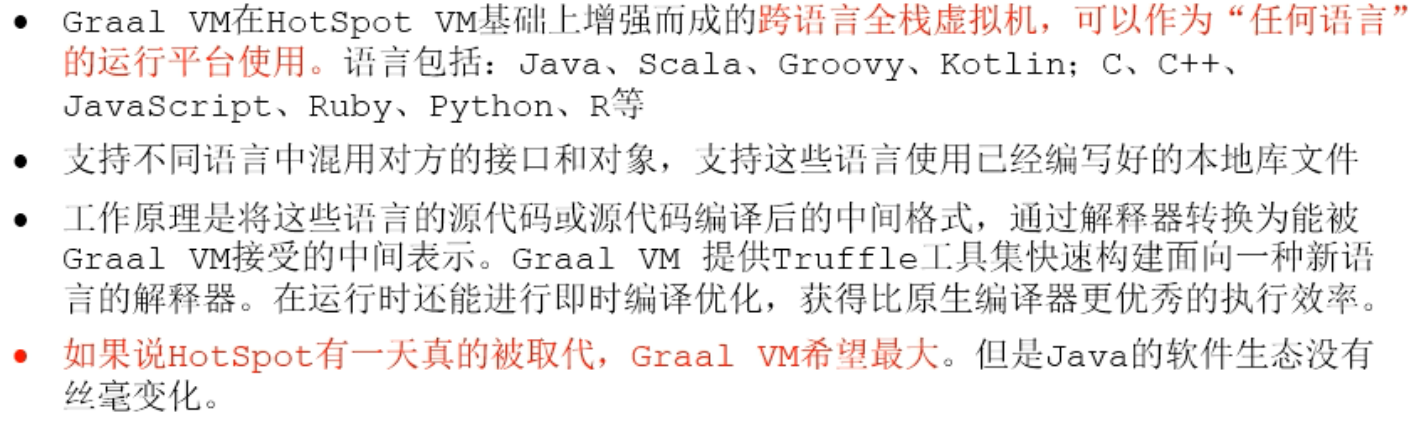 • Graal VM在HotSpot VM基础上增强而成的跨语言全栈虚拟机，可以作为“任何语言”
的运行平台使用。语言包括：Java、Scala、Groovy、Kotlin；C、C++、
JavaScript、Ruby、Python、R等
• 支持不同语言中混用对方的接口和对象，支持这些语言使用已经编写好的本地库文件
• 工作原理是将这些语言的源代码或源代码编译后的中间格式，通过解释器转换为能被
Graal VM接受的中间表示。Graal VM 提供Truffle工具集快速构建面向一种新语
言的解释器。在运行时还能进行即时编译优化，获得比原生编译器更优秀的执行效率。
• 如果说HotSpot有一天真的被取代，Graal VM希望最大。但是Java的软件生态没有
丝毫变化。